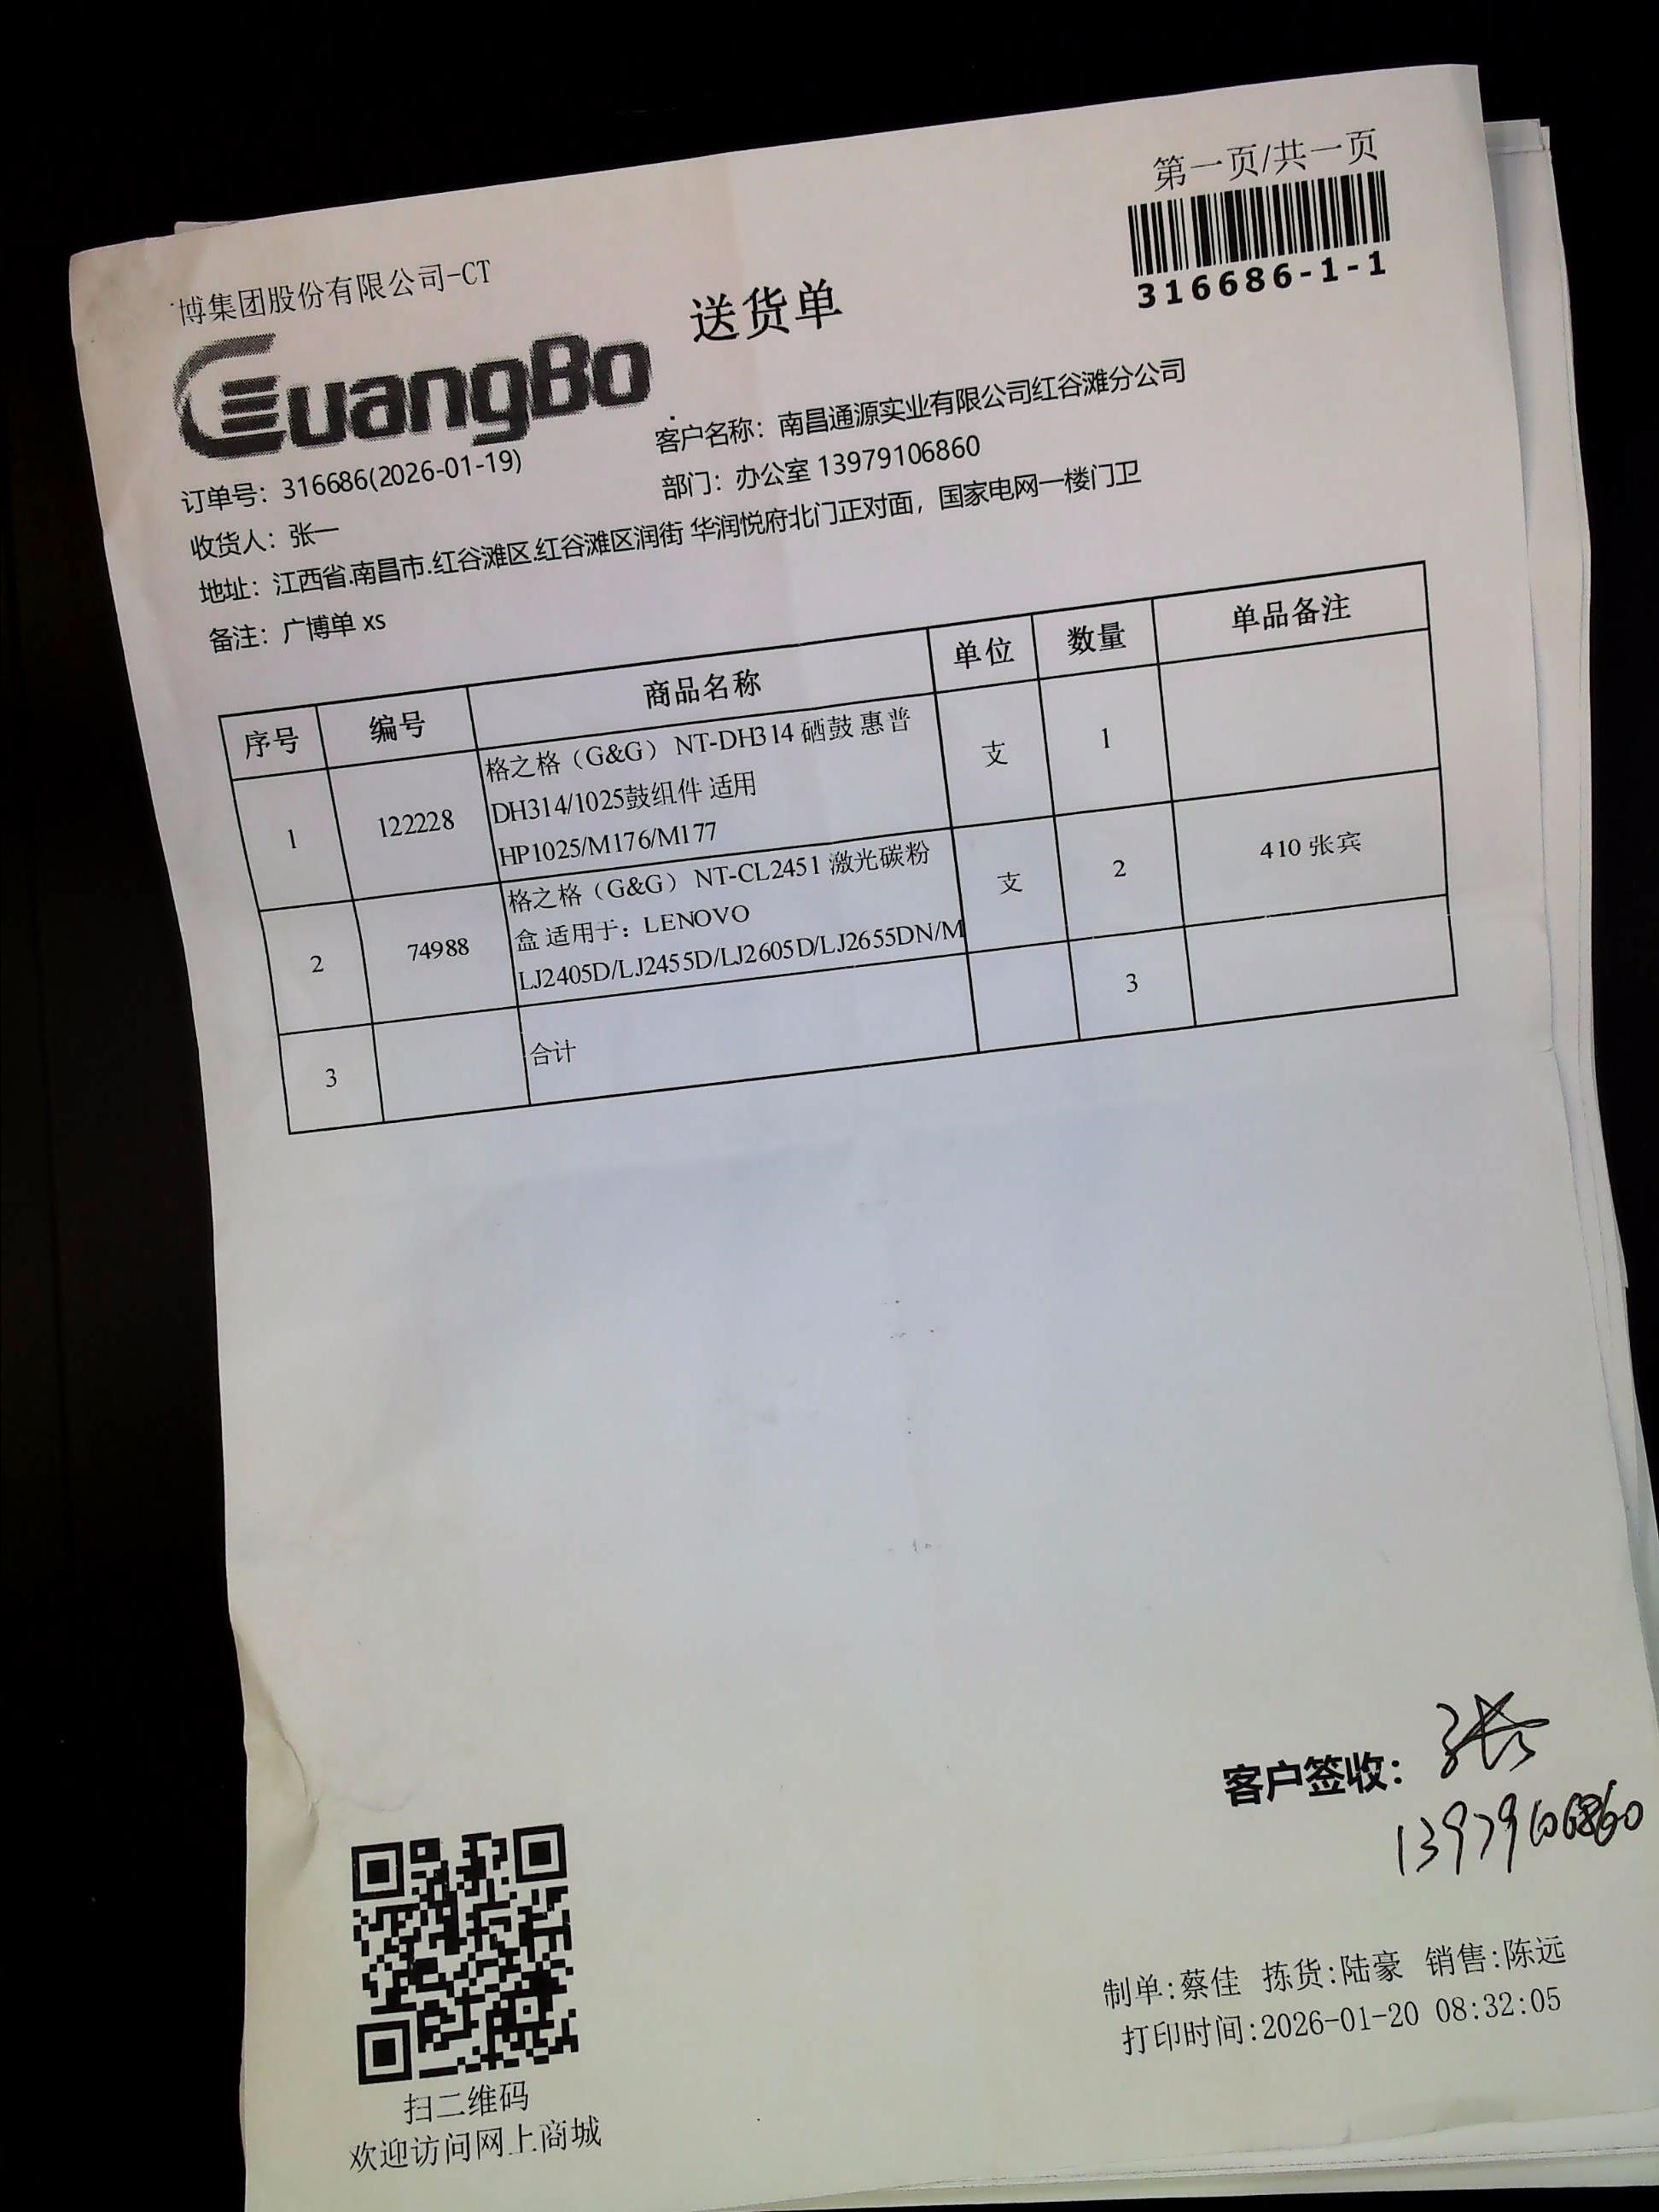 第一页/共一页
316686-1-1
博集团股份有限公司-CT
送货单
GuangBo
客户名称：南昌通源实业有限公司红谷滩分公司
订单号：316686(2026-01-19)
部门：办公室 13979106860
收货人：张一
地址：江西省.南昌市.红谷滩区.红谷滩区润街 华润悦府北门正对面，国家电网一楼门卫
备注：广博单 xs
序号 编号 商品名称 单位 数量 单品备注
1 122228 格之格（G&G） NT-DH314 硒鼓 惠普 支 1
DH314/1025鼓组件 适用
HP1025/M176/M177
2 74988 格之格（G&G） NT-CL2451 激光碳粉 支 2 410 张宾
盒 适用于：LENOVO
LJ2405D/LJ2455D/LJ2605D/LJ2655DN/M
3 合计 3
客户签收：张
13979106860
制单:蔡佳 拣货:陆豪 销售:陈远
打印时间:2026-01-20 08:32:05
扫二维码
欢迎访问网上商城